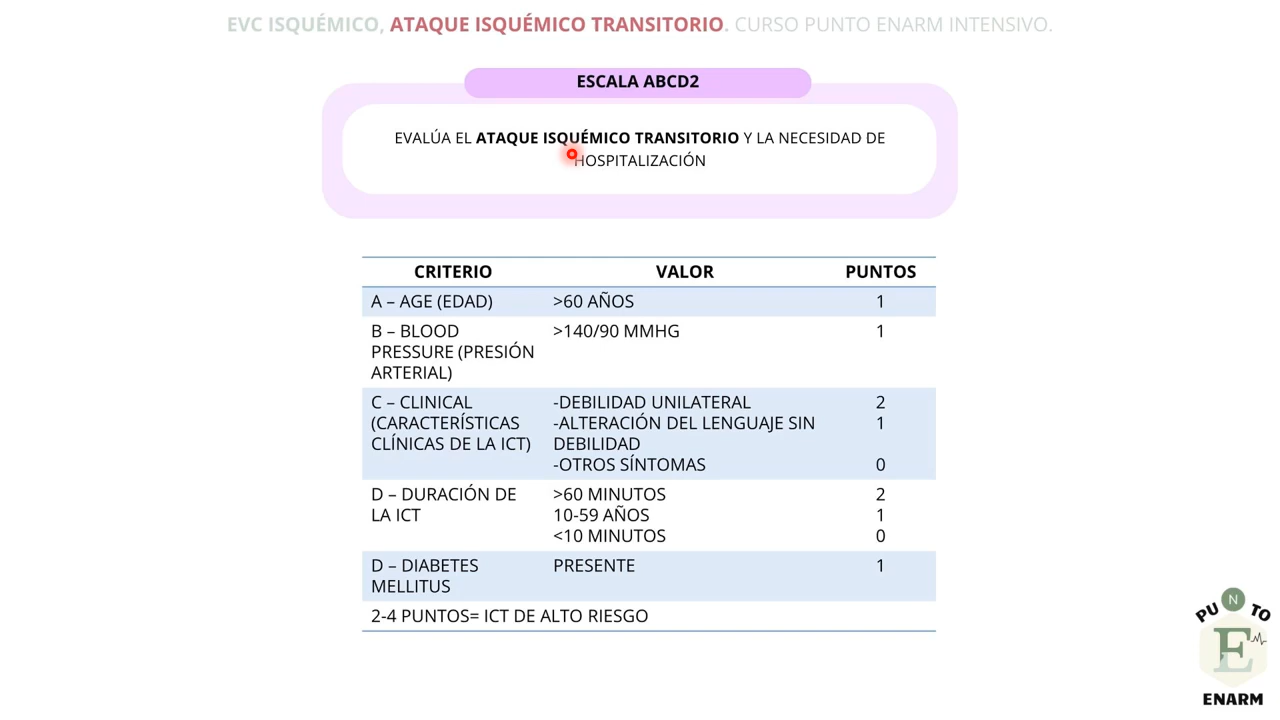 EVC ISQUÉMICO, ATAQUE ISQUÉMICO TRANSITORIO. CURSO PUNTO ENARM INTENSIVO.
ESCALA ABCD2
EVALÚA EL ATAQUE ISQUÉMICO TRANSITORIO Y LA NECESIDAD DE
HOSPITALIZACIÓN
CRITERIO VALOR PUNTOS
A – AGE (EDAD) >60 AÑOS 1
B – BLOOD >140/90 MMHG 1
PRESSURE (PRESIÓN
ARTERIAL)
C – CLINICAL -DEBILIDAD UNILATERAL 2
(CARACTERÍSTICAS -ALTERACIÓN DEL LENGUAJE SIN 1
CLÍNICAS DE LA ICT) DEBILIDAD
-OTROS SÍNTOMAS 0
D – DURACIÓN DE >60 MINUTOS 2
LA ICT 10-59 AÑOS 1
<10 MINUTOS 0
D – DIABETES PRESENTE 1
MELLITUS
2-4 PUNTOS= ICT DE ALTO RIESGO
PUNTO
E
ENARM